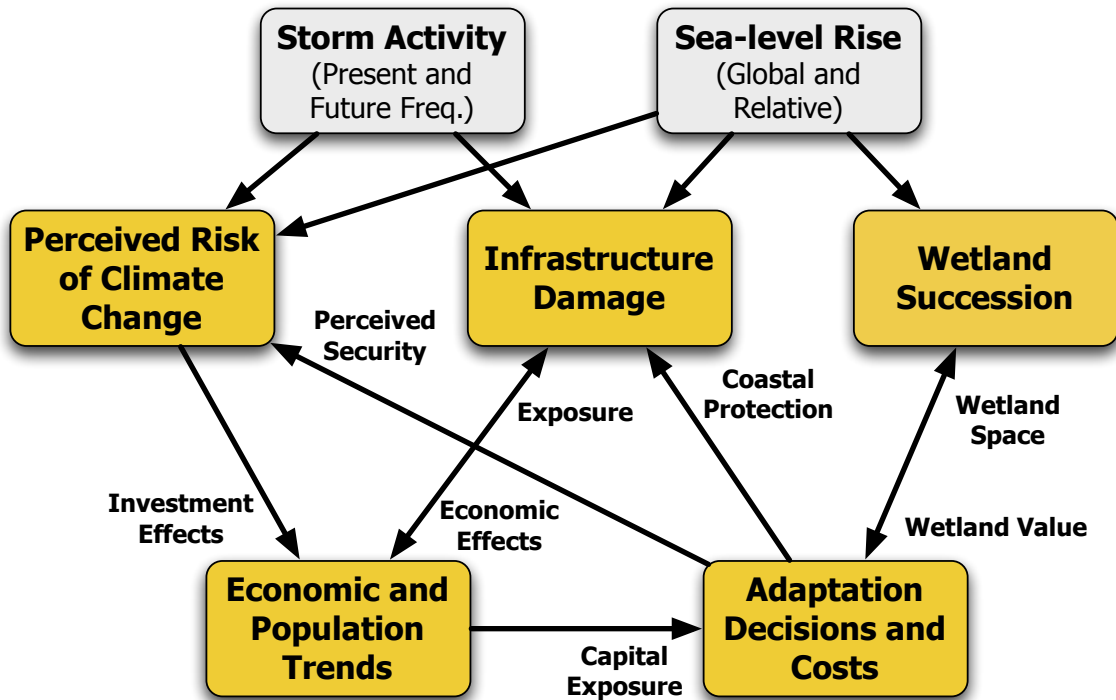 Storm Activity
(Present and
Future Freq.)
Sea-level Rise
(Global and
Relative)
Perceived Risk
of Climate
Change
Infrastructure
Damage
Wetland
Succession
Perceived
Security
Exposure
Coastal
Protection
Wetland
Space
Investment
Effects
Economic
Effects
Wetland Value
Economic and
Population
Trends
Capital
Exposure
Adaptation
Decisions and
Costs